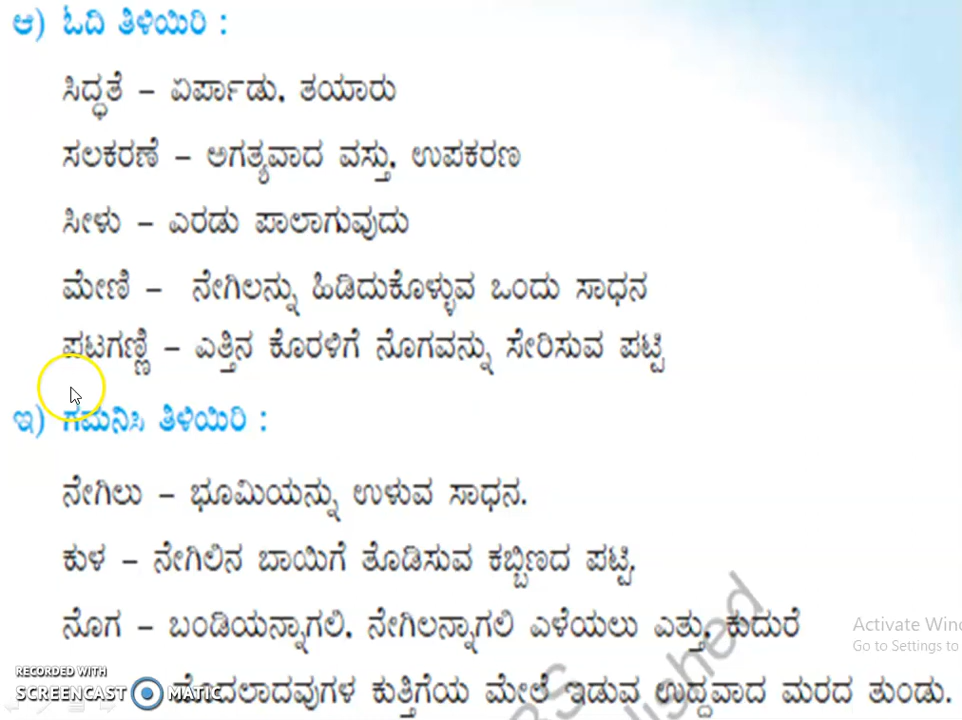 ಆ) ಓದಿ ತಿಳಿಯಿರಿ :
ಸಿದ್ಧತೆ – ಏರ್ಪಾಡು, ತಯಾರು
ಸಲಕರಣೆ – ಅಗತ್ಯವಾದ ವಸ್ತು, ಉಪಕರಣ
ಸೀಳು – ಎರಡು ಪಾಲಾಗುವುದು
ಮೇಣಿ – ನೇಗಿಲನ್ನು ಹಿಡಿದುಕೊಳ್ಳುವ ಒಂದು ಸಾಧನ
ಪಟಗಣ್ಣಿ – ಎತ್ತಿನ ಕೊರಳಿಗೆ ನೊಗವನ್ನು ಸೇರಿಸುವ ಪಟ್ಟಿ
ಇ) ಗಮನಿಸಿ ತಿಳಿಯಿರಿ :
ನೇಗಿಲು – ಭೂಮಿಯನ್ನು ಉಳುವ ಸಾಧನ.
ಕುಳ – ನೇಗಿಲಿನ ಬಾಯಿಗೆ ತೊಡಿಸುವ ಕಬ್ಬಿಣದ ಪಟ್ಟಿ.
ನೊಗ – ಬಂಡಿಯನ್ನಾಗಲಿ, ನೇಗಿಲನ್ನಾಗಲಿ ಎಳೆಯಲು ಎತ್ತು, ಕುದುರೆ
ಮೊದಲಾದವುಗಳ ಕುತ್ತಿಗೆಯ ಮೇಲೆ ಇಡುವ ಉದ್ದವಾದ ಮರದ ತುಂಡು.
Activate Win
Go to Settings to
RECORDED WITH
SCREENCAST MATIC